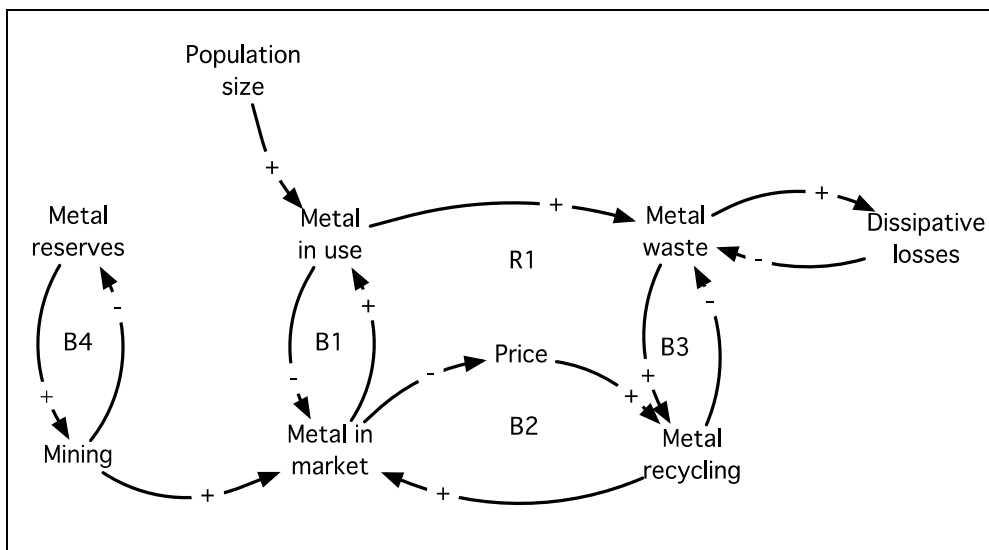 Population
size
+
Metal
reserves
Metal
in use
+
Metal
waste
+
Dissipative
losses
-
R1
-
+
-
B4
B1
Price
B3
-
-
+
+
+
B2
Mining
Metal in
market
Metal
recycling
+
+